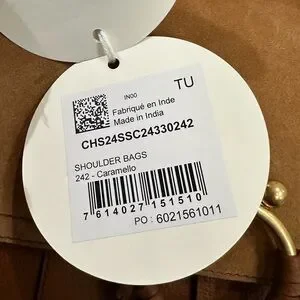 IN00
TU
Fabriqué en Inde
Made in India
CHS24SSC24330242
SHOULDER BAGS
242 - Caramello
7 614027 151510
PO : 6021561011